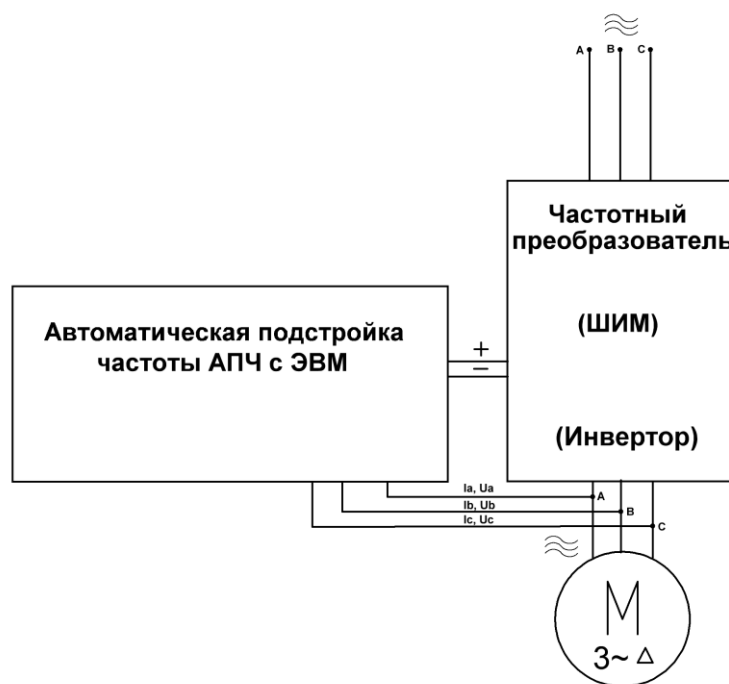 A B C
Частотный
преобразователь
(ШИМ)
(Инвертор)
Автоматическая подстройка
частоты АПЧ с ЭВМ
+
−
Ia, Ua
A
Ib, Ub
B
Ic, Uc
C
M
3~ Δ